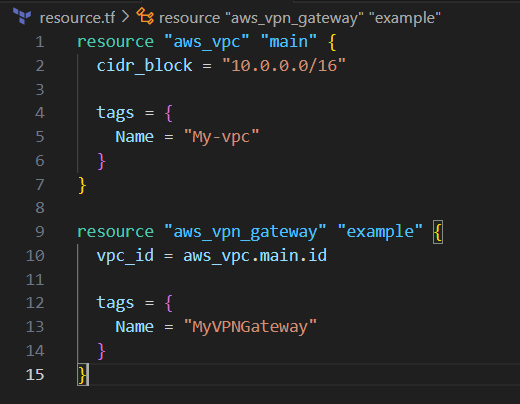 resource.tf > resource "aws_vpn_gateway" "example"
1 resource "aws_vpc" "main" {
2   cidr_block = "10.0.0.0/16"
3
4   tags = {
5     Name = "My-vpc"
6   }
7 }
8
9 resource "aws_vpn_gateway" "example" {
10   vpc_id = aws_vpc.main.id
11
12   tags = {
13     Name = "MyVPNGateway"
14   }
15 }